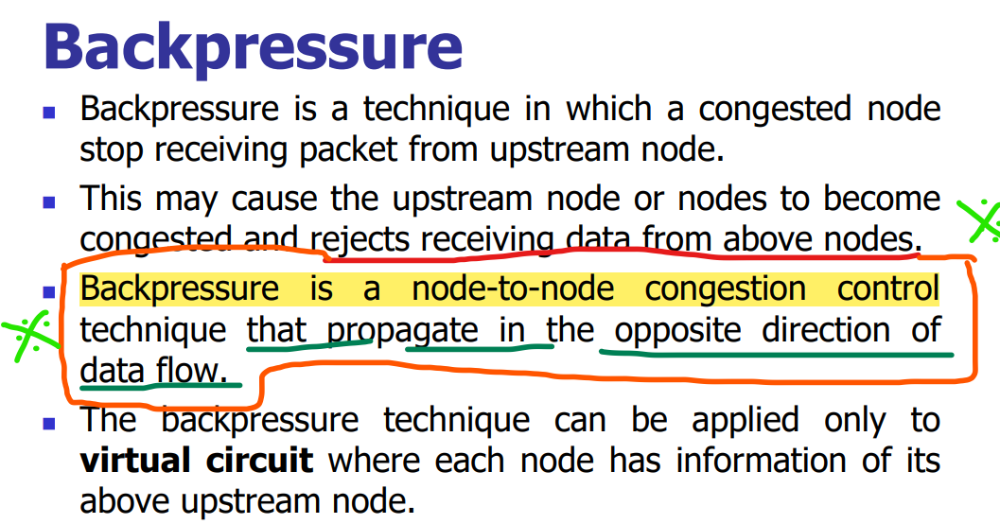 Backpressure
Backpressure is a technique in which a congested node
stop receiving packet from upstream node.
This may cause the upstream node or nodes to become
congested and rejects receiving data from above nodes.
Backpressure is a node-to-node congestion control
technique that propagate in the opposite direction of
data flow.
The backpressure technique can be applied only to
virtual circuit where each node has information of its
above upstream node.